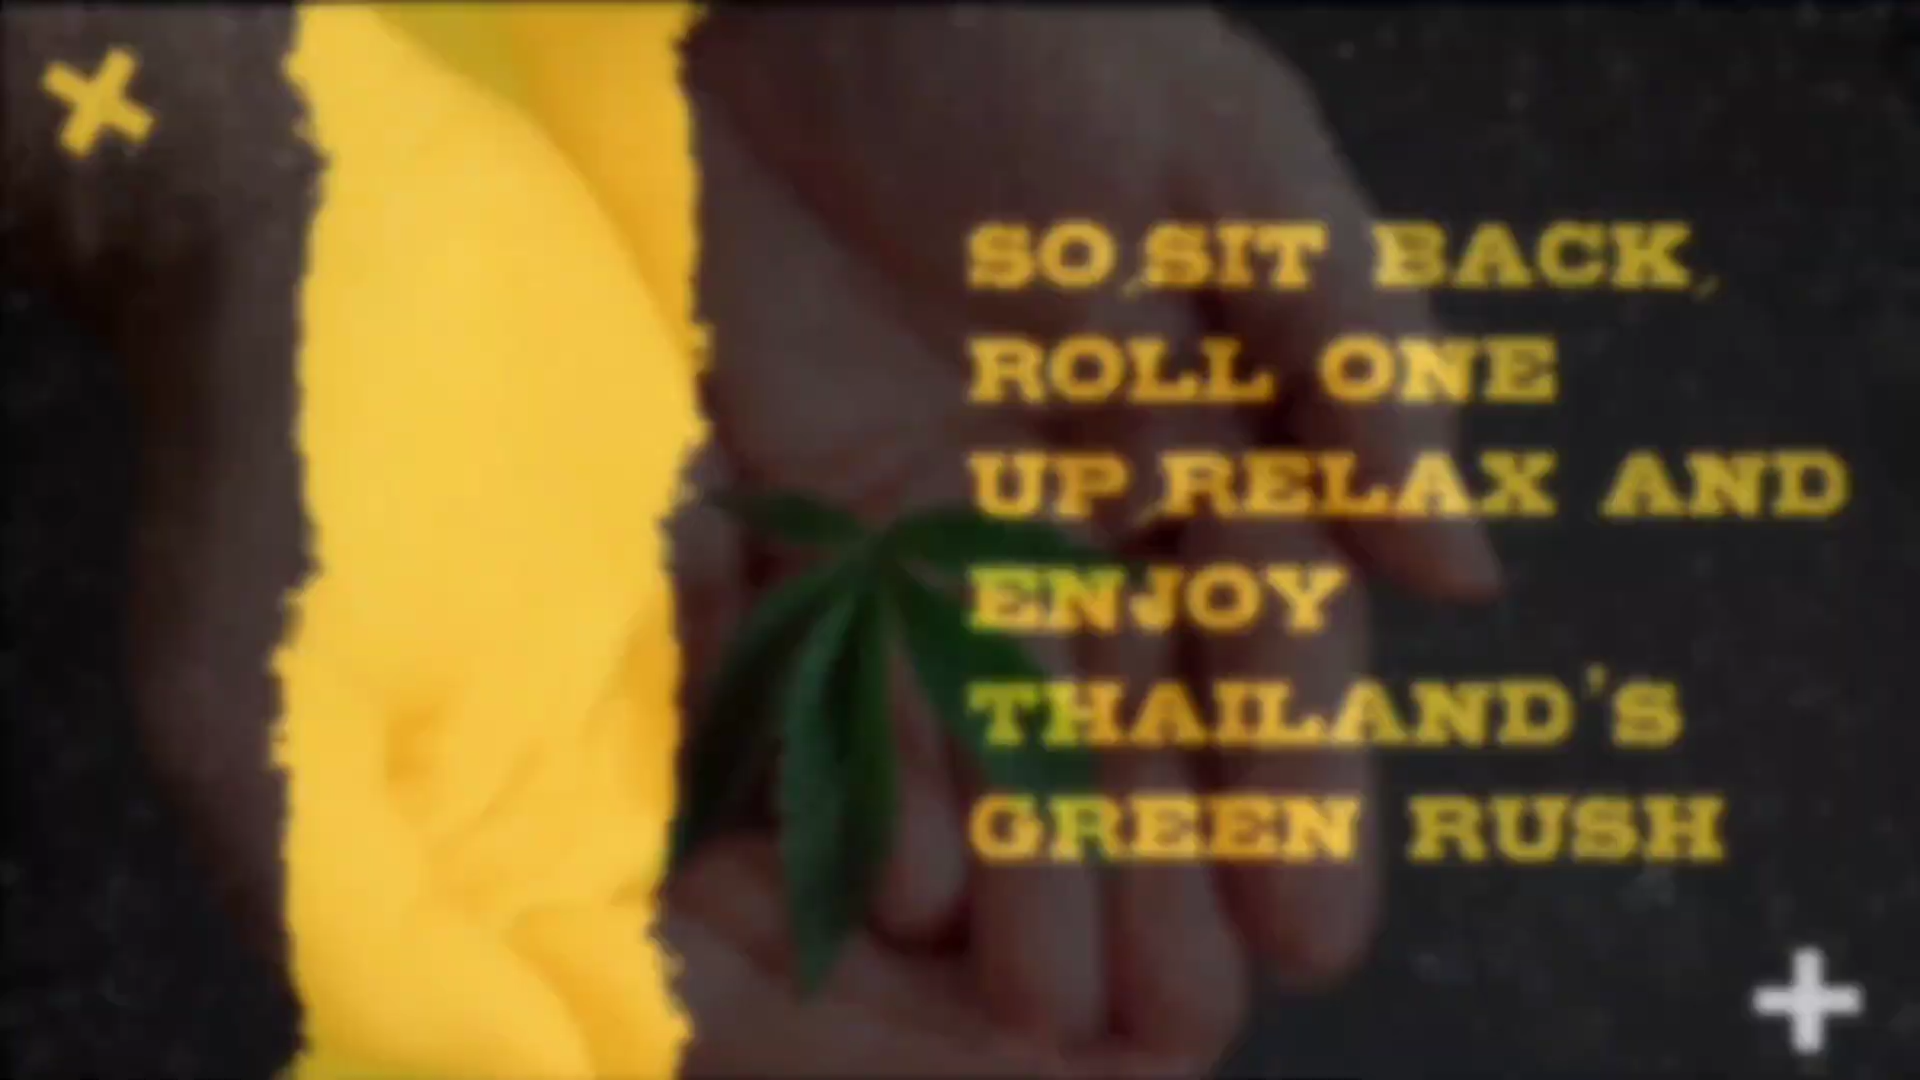 SO,SIT BACK,
ROLL ONE
UP,RELAX AND
ENJOY
THAILAND'S
GREEN RUSH